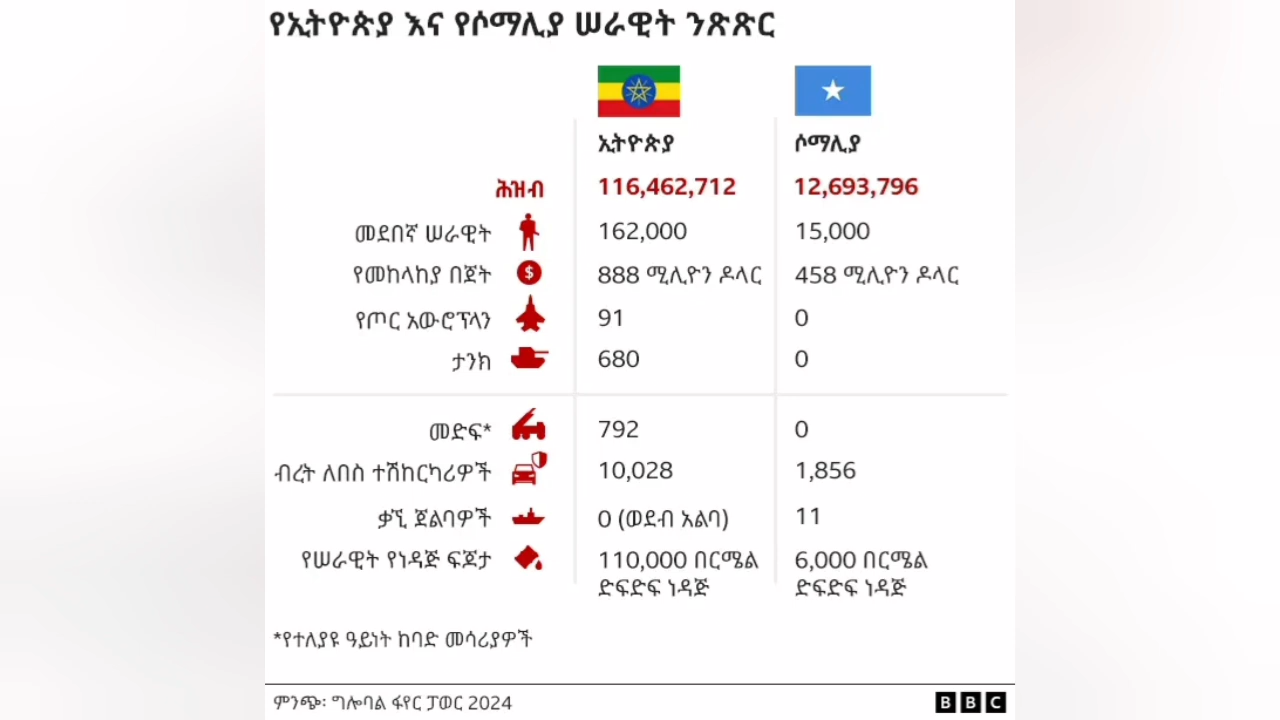 የኢትዮጵያ እና የሶማሊያ ሠራዊት ንጽጽር
ኢትዮጵያ ሶማሊያ
ሕዝብ 116,462,712 12,693,796
መደበኛ ሠራዊት 162,000 15,000
የመከላከያ በጀት $ 888 ሚሊዮን ዶላር 458 ሚሊዮን ዶላር
የጦር አውሮፕላን 91 0
ታንክ 680 0
መድፍ* 792 0
ብረት ለበስ ተሽከርካሪዎች 10,028 1,856
ቃኚ ጀልባዎች 0 (ወደብ አልባ) 11
የሠራዊት የነዳጅ ፍጆታ 110,000 በርሜል 6,000 በርሜል
ድፍድፍ ነዳጅ ድፍድፍ ነዳጅ
*የተለያዩ ዓይነት ከባድ መሳሪያዎች
ምንጭ፡ ግሎባል ፋየር ፓወር 2024 BBC